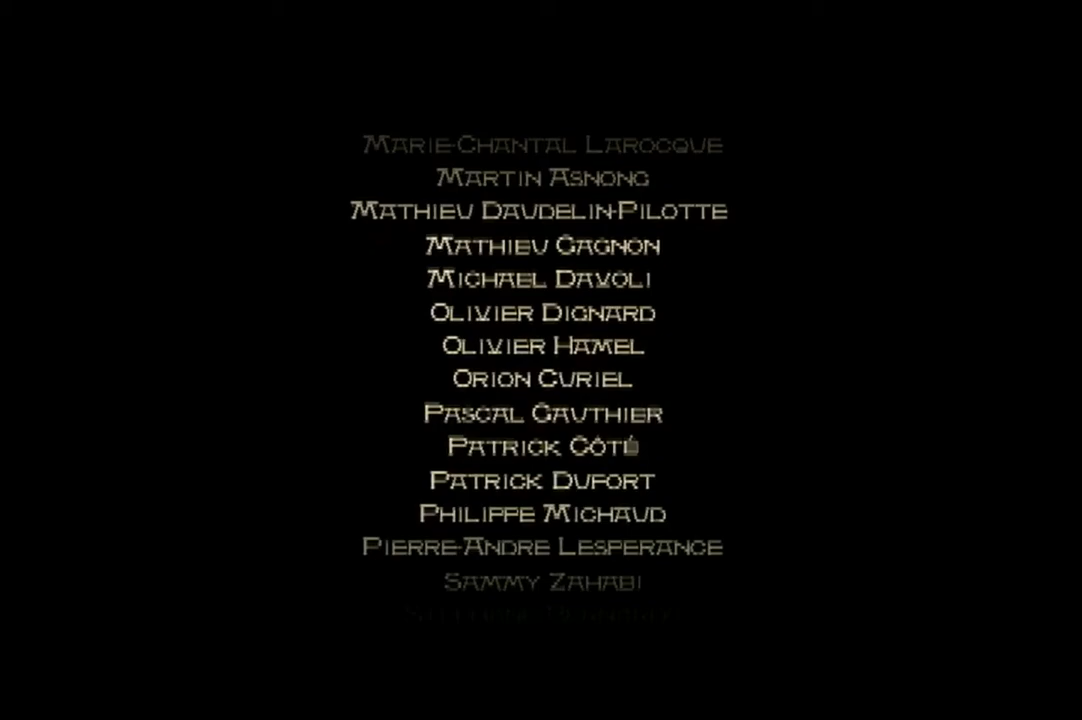 Marie-Chantal Larocque
Martin Asnong
Mathieu Daudelin-Pilotte
Mathieu Gagnon
Michael Davoli
Olivier Dignard
Olivier Hamel
Orion Curiel
Pascal Gauthier
Patrick Côté
Patrick Dufort
Philippe Michaud
Pierre-Andre Lesperance
Sammy Zahabi